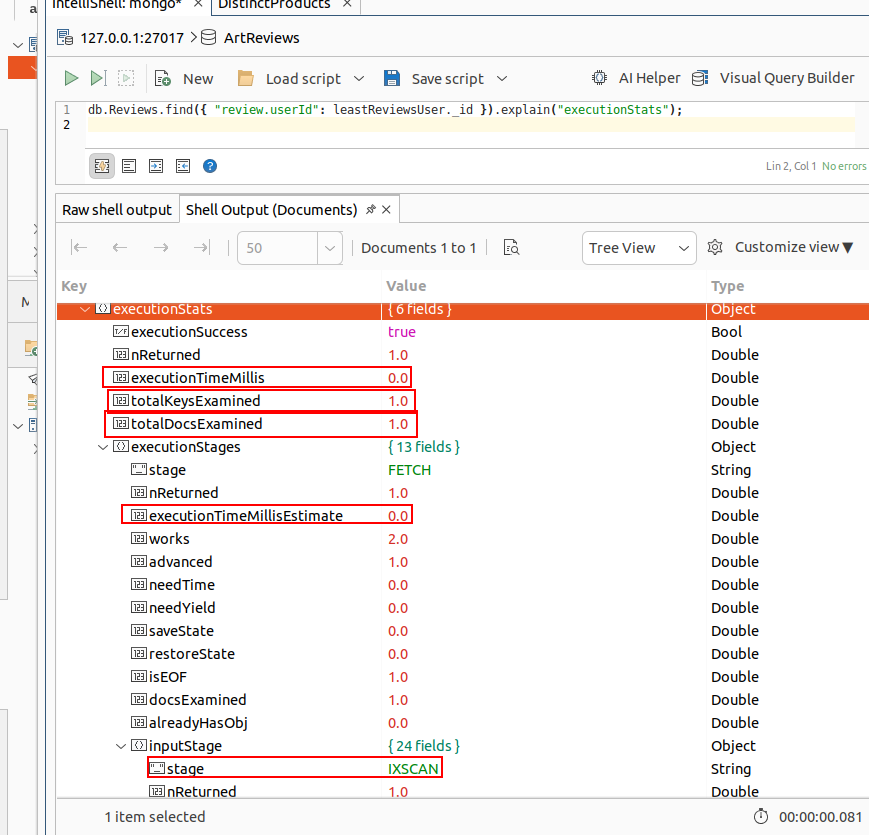 IntelliShell: mongo* × DistinctProducts ×
127.0.0.1:27017 > ArtReviews
New Load script Save script AI Helper Visual Query Builder
1 db.Reviews.find({ "review.userId": leastReviewsUser._id }).explain("executionStats");
2
Lin 2, Col 1 No errors
Raw shell output Shell Output (Documents) ×
50 Documents 1 to 1 Tree View Customize view ▼
Key Value Type
executionStats { 6 fields } Object
executionSuccess true Bool
nReturned 1.0 Double
executionTimeMillis 0.0 Double
totalKeysExamined 1.0 Double
totalDocsExamined 1.0 Double
executionStages { 13 fields } Object
stage FETCH String
nReturned 1.0 Double
executionTimeMillisEstimate 0.0 Double
works 2.0 Double
advanced 1.0 Double
needTime 0.0 Double
needYield 0.0 Double
saveState 0.0 Double
restoreState 0.0 Double
isEOF 1.0 Double
docsExamined 1.0 Double
alreadyHasObj 0.0 Double
inputStage { 24 fields } Object
stage IXSCAN String
nReturned 1.0 Double
1 item selected 00:00:00.081